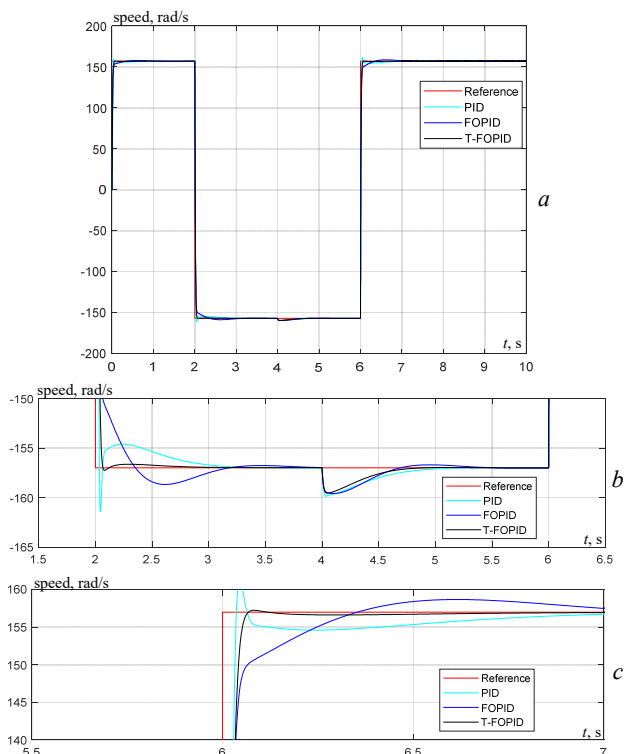 speed, rad/s
200
150
100
50
0
-50
-100
-150
-200
0 1 2 3 4 5 6 7 8 9 10
t, s
Reference
PID
FOPID
T-FOPID
a
speed, rad/s
-150
-155
-160
-165
1.5 2 2.5 3 3.5 4 4.5 5 5.5 6 6.5
t, s
Reference
PID
FOPID
T-FOPID
b
speed, rad/s
160
155
150
145
140
5.5 6 6.5 7
t, s
Reference
PID
FOPID
T-FOPID
c